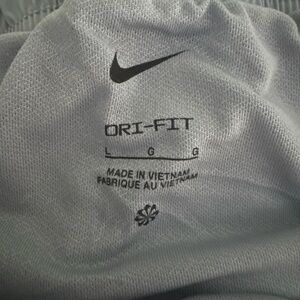 DRI-FIT
L G G
MADE IN VIETNAM
FABRIQUE AU VIETNAM